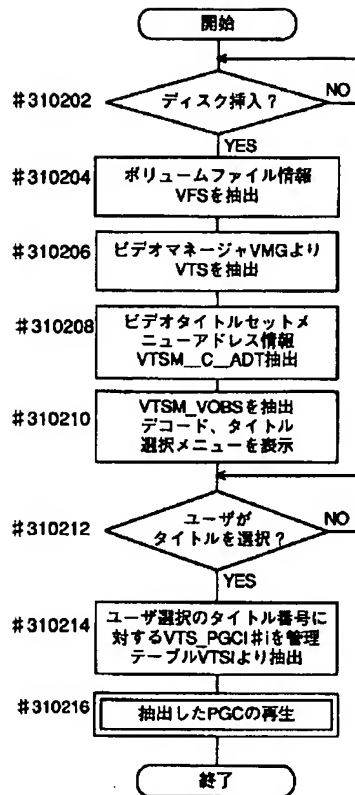 開始
#310202
ディスク挿入?
NO
YES
#310204
ボリュームファイル情報
VFSを抽出
#310206
ビデオマネージャVMGより
VTSを抽出
#310208
ビデオタイトルセットメ
ニューアドレス情報
VTSM__C__ADT抽出
#310210
VTSM_VOBSを抽出
デコード、タイトル
選択メニューを表示
#310212
ユーザが
タイトルを選択?
NO
YES
#310214
ユーザ選択のタイトル番号に
対するVTS_PGCI#iを管理
テーブルVTSIより抽出
#310216
抽出したPGCの再生
終了